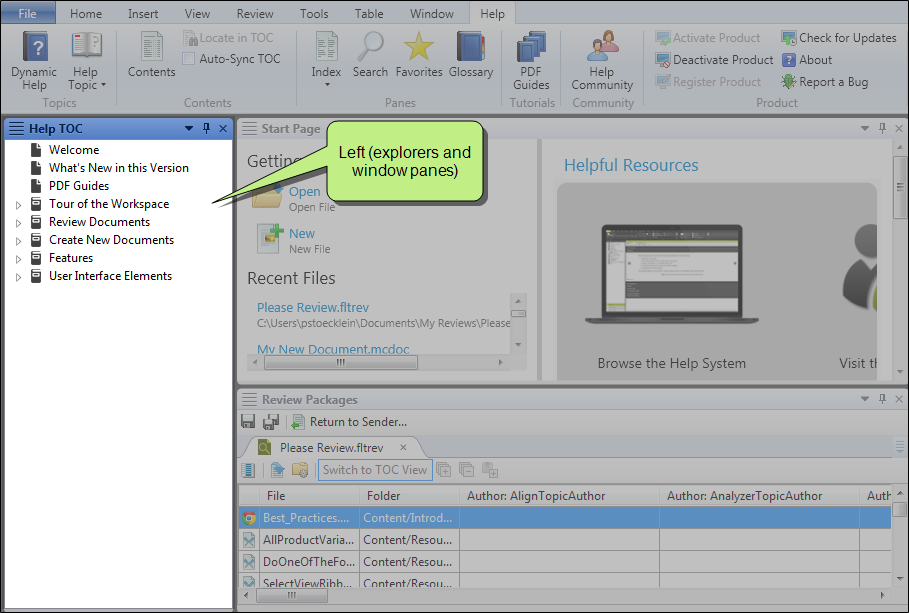 File Home Insert View Review Tools Table Window Help
Dynamic Help
Help Topic
Topics
Contents
Locate in TOC
Auto-Sync TOC
Contents
Index
Search
Favorites
Glossary
Panes
PDF Guides
Tutorials
Help Community
Community
Activate Product
Deactivate Product
Register Product
Check for Updates
About
Report a Bug
Product
Help TOC
Welcome
What's New in this Version
PDF Guides
Tour of the Workspace
Review Documents
Create New Documents
Features
User Interface Elements
Left (explorers and
window panes)
Start Page
Getting
Open
Open File
New
New File
Recent Files
Please Review.fltrev
C:\Users\pstoecklein\Documents\My Reviews\Please
My New Document.mcdoc
Helpful Resources
Browse the Help System
Visit th
Review Packages
Return to Sender...
Please Review.fltrev
Switch to TOC View
File Folder Author: AlignTopicAuthor Author: AnalyzerTopicAuthor Auth
Best_Practices.... Content/Introd...
AllProductVaria... Content/Resou...
DoOneOfTheFo... Content/Resou...
SelectViewRibb... Content/Resou...